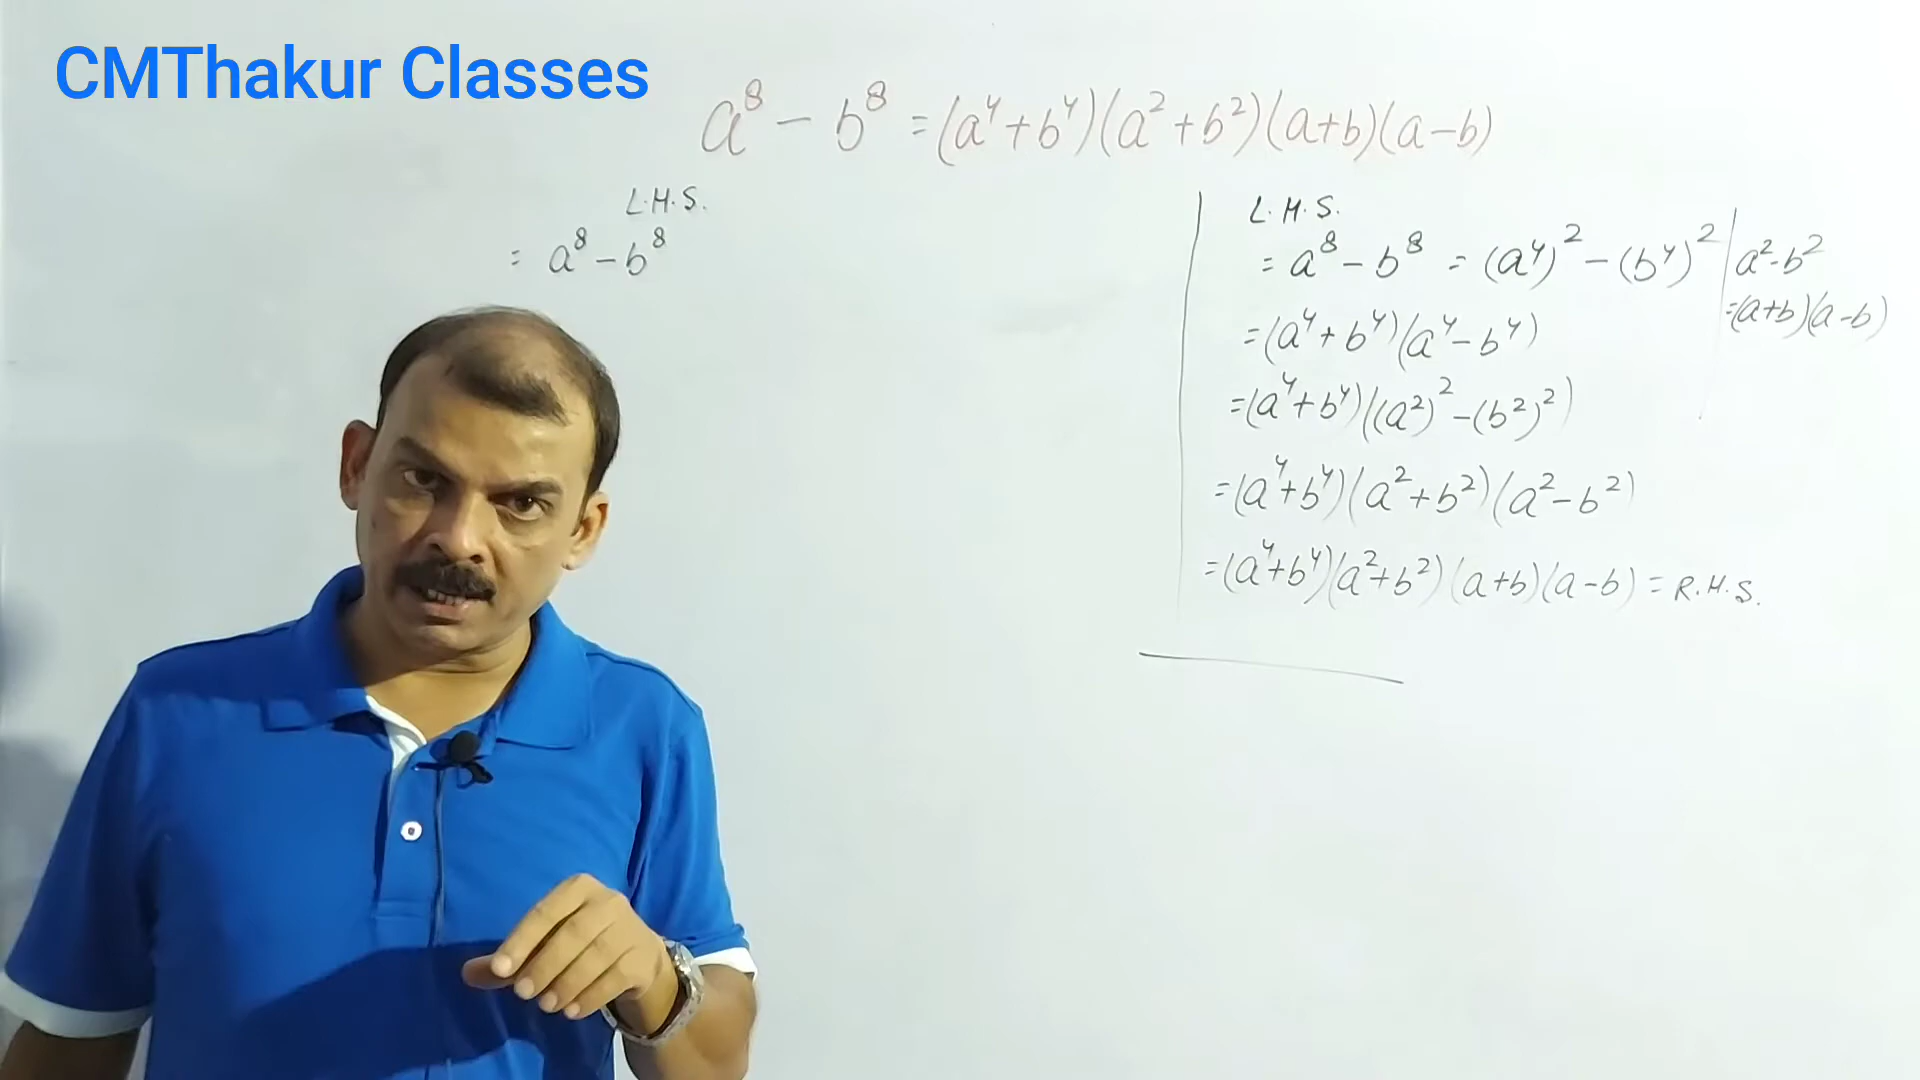 CMThakur Classes
a⁸ - b⁸ = (a⁴+b⁴)(a²+b²)(a+b)(a-b)
L.H.S.
= a⁸ - b⁸
L.H.S.
= a⁸ - b⁸ = (a⁴)² - (b⁴)²
= (a⁴+b⁴)(a⁴-b⁴)
= (a⁴+b⁴)((a²)²-(b²)²)
= (a⁴+b⁴)(a²+b²)(a²-b²)
= (a⁴+b⁴)(a²+b²)(a+b)(a-b) = R.H.S.
a²-b²
=(a+b)(a-b)